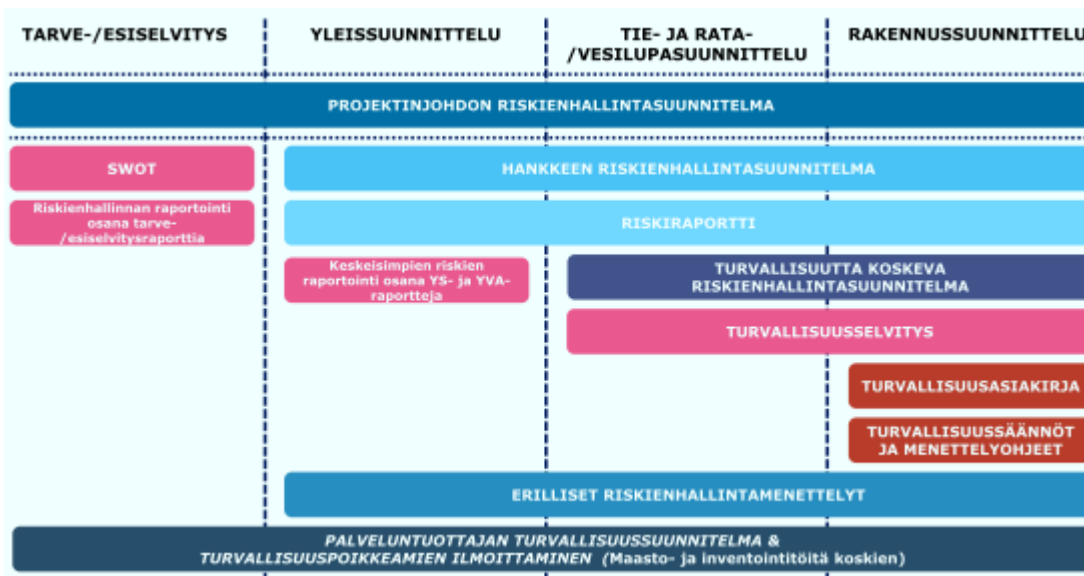 TARVE-/ESISELVITYS
YLEISSUUNNITTELU
TIE- JA RATA-
/VESILUPASUUNNITTELU
RAKENNUSSUUNNITTELU
PROJEKTINJOHDON RISKIENHALLINTASUUNNITELMA
SWOT
HANKKEEN RISKIENHALLINTASUUNNITELMA
Riskienhallinnan raportointi
osana tarve-
/esiselvitysraporttia
RISKIRAPORTTI
Keskeisimpien riskien
raportointi osana YS- ja YVA-
raportteja
TURVALLISUUTTA KOSKEVA
RISKIENHALLINTASUUNNITELMA
TURVALLISUUSSELVITYS
TURVALLISUUSASIAKIRJA
TURVALLISUUSSÄÄNNÖT
JA MENETTELYOHJEET
ERILLISET RISKIENHALLINTAMENETTELYT
PALVELUNTUOTTAJAN TURVALLISUUSSUUNNITELMA &
TURVALLISUUSPOIKKEAMIEN ILMOITTAMINEN (Maasto- ja inventointitöitä koskien)